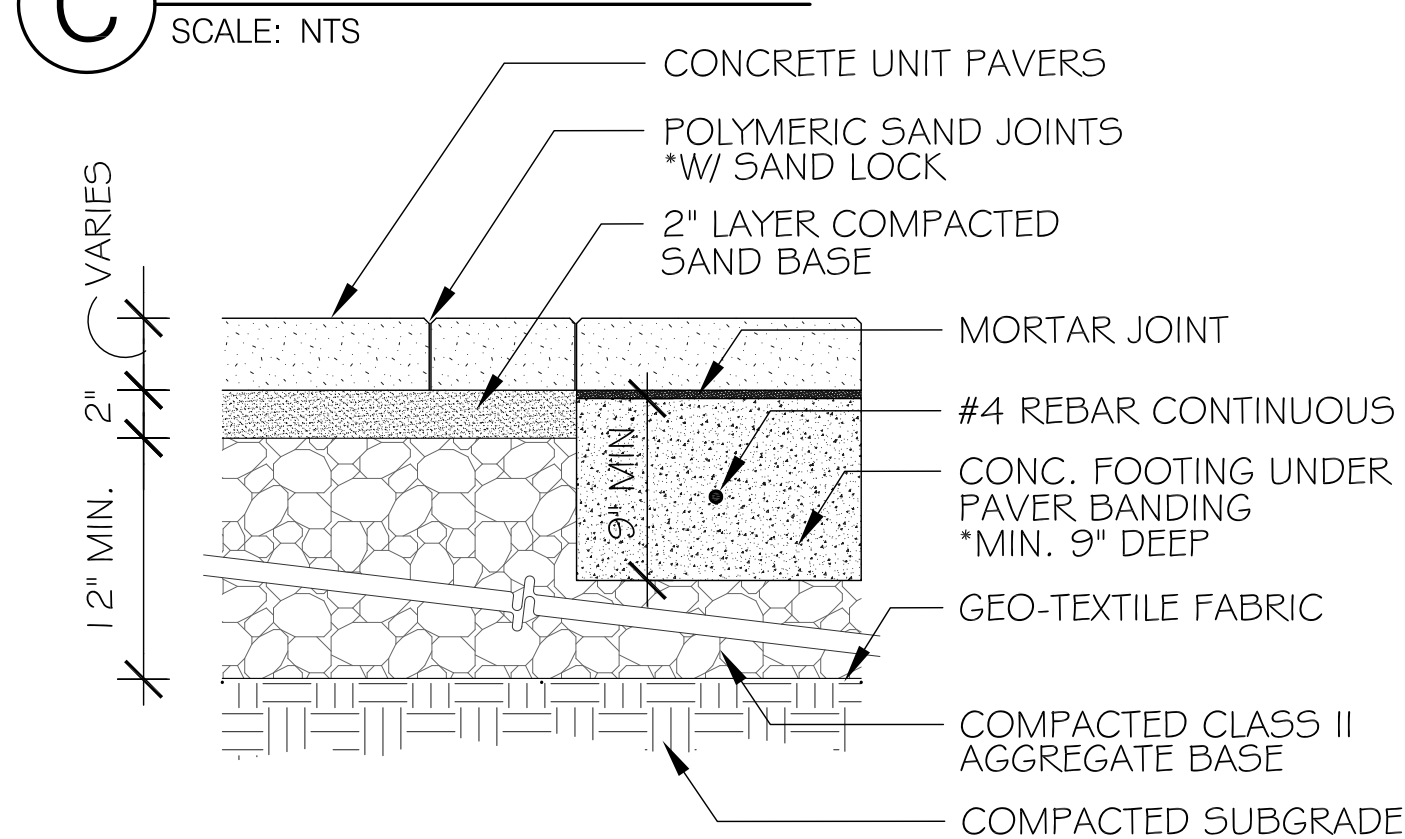 C
SCALE: NTS
CONCRETE UNIT PAVERS
POLYMERIC SAND JOINTS
*W/ SAND LOCK
2" LAYER COMPACTED
SAND BASE
MORTAR JOINT
#4 REBAR CONTINUOUS
CONC. FOOTING UNDER
PAVER BANDING
*MIN. 9" DEEP
GEO-TEXTILE FABRIC
COMPACTED CLASS II
AGGREGATE BASE
COMPACTED SUBGRADE
VARIES
2"
12" MIN.
9" MIN